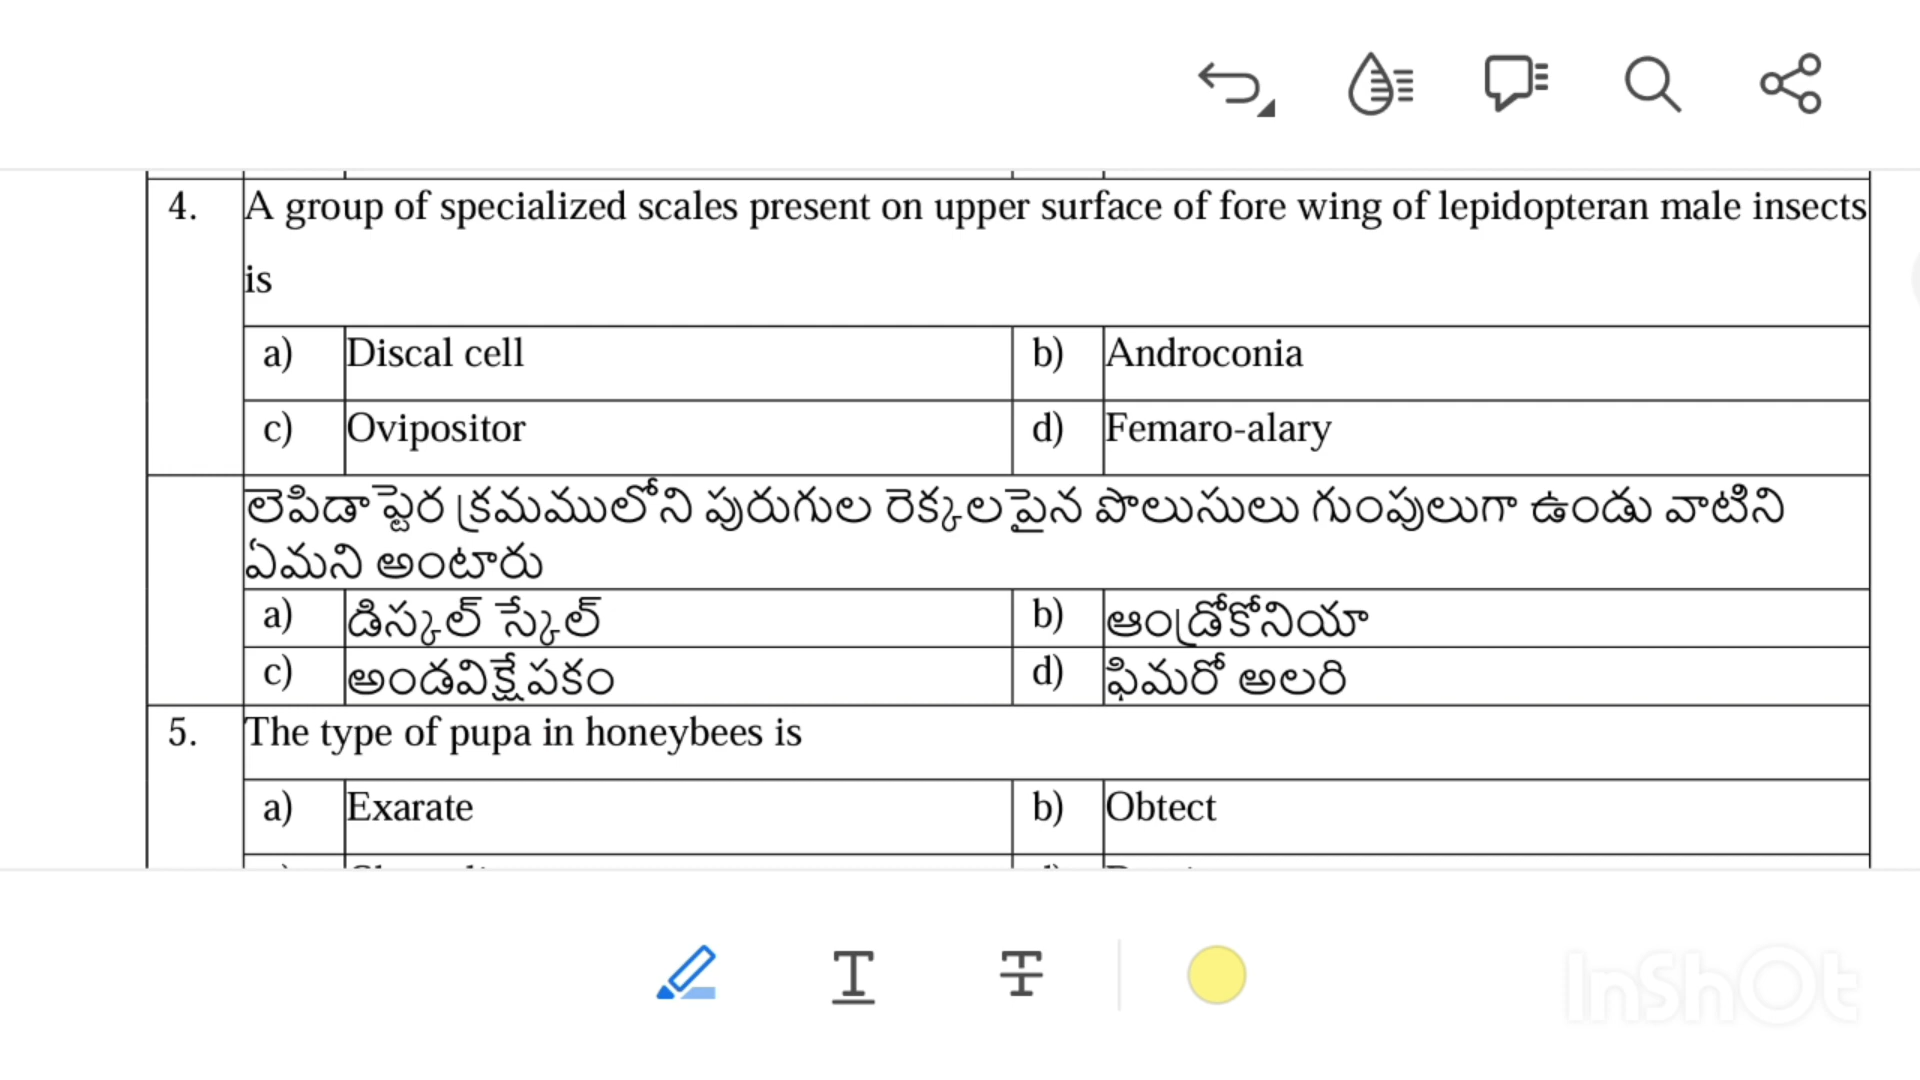 4. A group of specialized scales present on upper surface of fore wing of lepidopteran male insects
is
a) Discal cell b) Androconia
c) Ovipositor d) Femaro-alary
లెపిడాప్టెర క్రమములోని పురుగుల రెక్కలపైన పొలుసులు గుంపులుగా ఉండు వాటిని
ఏమని అంటారు
a) డిస్కల్ స్కేల్ b) ఆండ్రోకోనియా
c) అండవిక్షేపకం d) ఫిమరో అలరి
5. The type of pupa in honeybees is
a) Exarate b) Obtect
InShOt